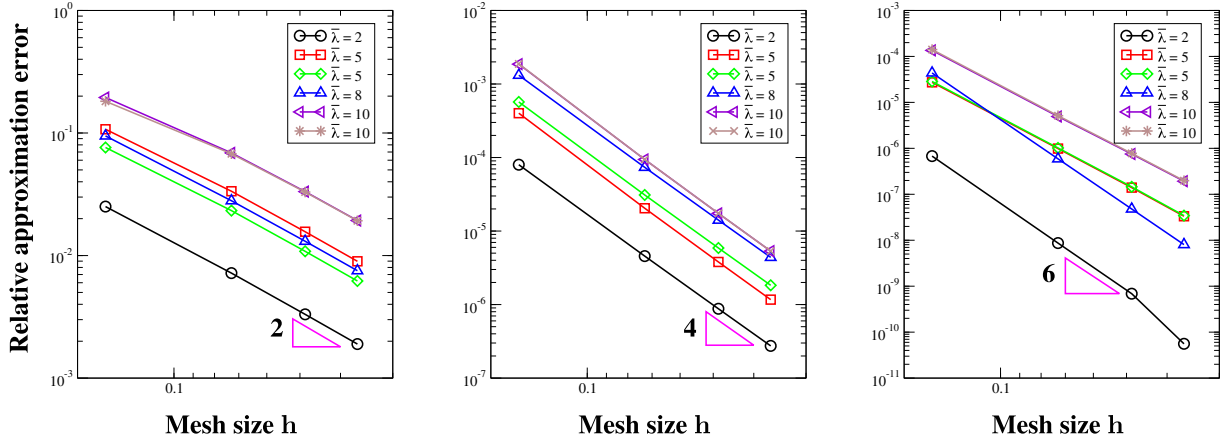 Relative approximation error
10^0
10^-1
10^-2
10^-3
0.1
Mesh size h
λ̅ = 2
λ̅ = 5
λ̅ = 5
λ̅ = 8
λ̅ = 10
λ̅ = 10
2
10^-2
10^-3
10^-4
10^-5
10^-6
10^-7
0.1
Mesh size h
λ̅ = 2
λ̅ = 5
λ̅ = 5
λ̅ = 8
λ̅ = 10
λ̅ = 10
4
10^-3
10^-4
10^-5
10^-6
10^-7
10^-8
10^-9
10^-10
10^-11
0.1
Mesh size h
λ̅ = 2
λ̅ = 5
λ̅ = 5
λ̅ = 8
λ̅ = 10
λ̅ = 10
6